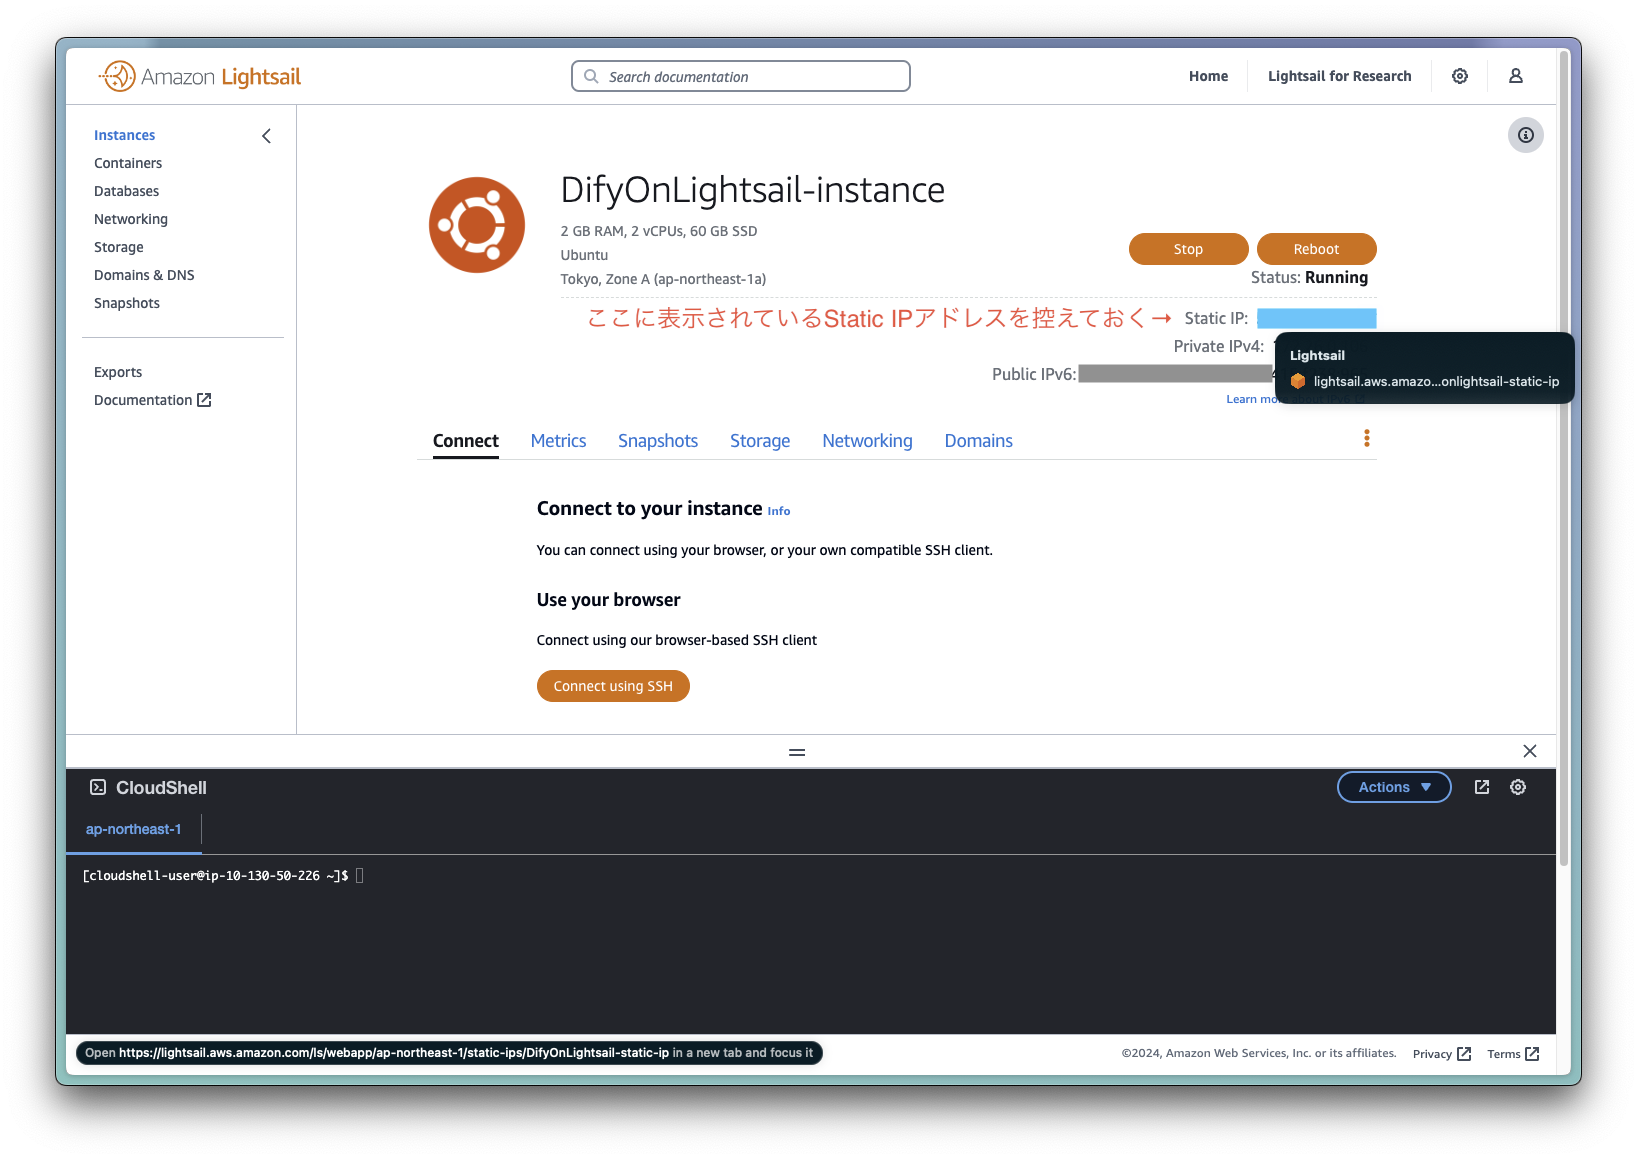 Amazon Lightsail
Search documentation
Home
Lightsail for Research
Instances
Containers
Databases
Networking
Storage
Domains & DNS
Snapshots
Exports
Documentation
DifyOnLightsail-instance
2 GB RAM, 2 vCPUs, 60 GB SSD
Ubuntu
Tokyo, Zone A (ap-northeast-1a)
Stop
Reboot
Status: Running
ここに表示されているStatic IPアドレスを控えておく→
Static IP:
Private IPv4:
Public IPv6:
Learn
Lightsail
lightsail.aws.amazo...onlightsail-static-ip
Connect
Metrics
Snapshots
Storage
Networking
Domains
Connect to your instance Info
You can connect using your browser, or your own compatible SSH client.
Use your browser
Connect using our browser-based SSH client
Connect using SSH
CloudShell
Actions
ap-northeast-1
[cloudshell-user@ip-10-130-50-226 ~]$
Open https://lightsail.aws.amazon.com/ls/webapp/ap-northeast-1/static-ips/DifyOnLightsail-static-ip in a new tab and focus it
©2024, Amazon Web Services, Inc. or its affiliates.
Privacy
Terms